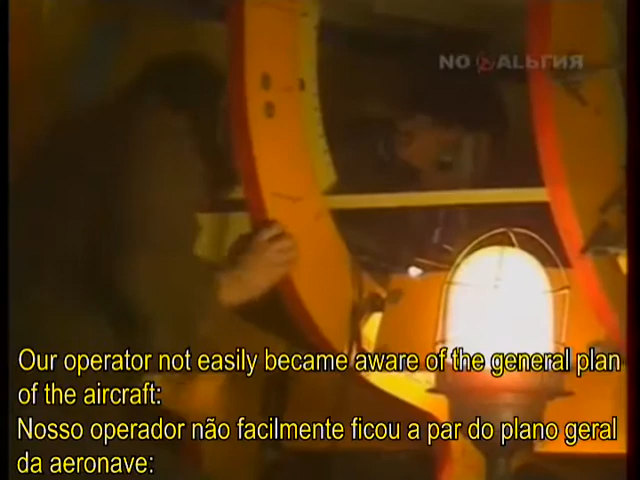 NO АЛЬГИЯ
Our operator not easily became aware of the general plan
of the aircraft:
Nosso operador não facilmente ficou a par do plano geral
da aeronave: